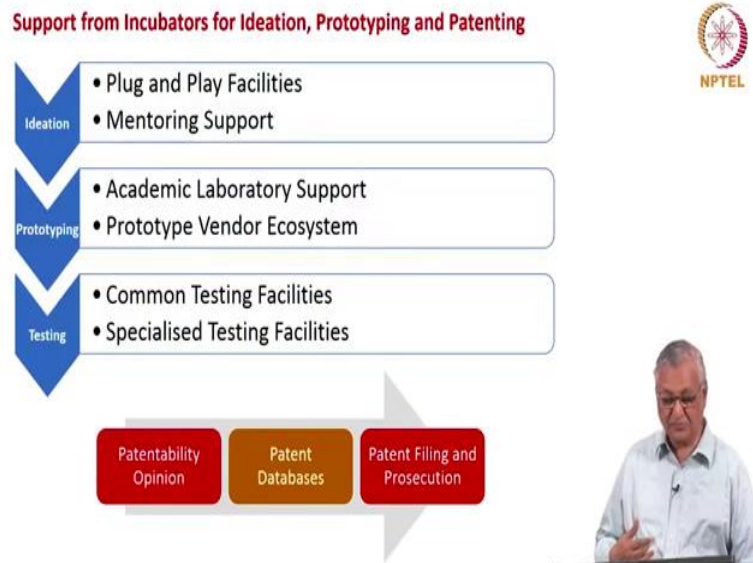 Support from Incubators for Ideation, Prototyping and Patenting
NPTEL
Ideation
• Plug and Play Facilities
• Mentoring Support
Prototyping
• Academic Laboratory Support
• Prototype Vendor Ecosystem
Testing
• Common Testing Facilities
• Specialised Testing Facilities
Patentability
Opinion
Patent
Databases
Patent Filing and
Prosecution